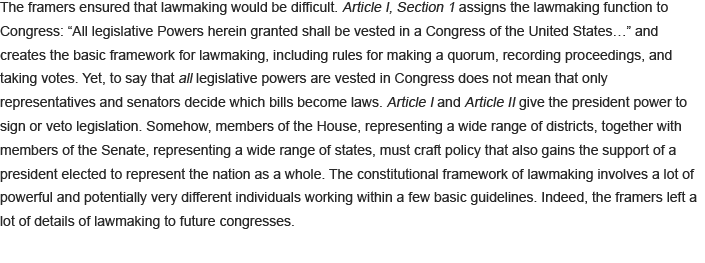 The framers ensured that lawmaking would be difficult. Article I, Section 1 assigns the lawmaking function to
Congress: “All legislative Powers herein granted shall be vested in a Congress of the United States…” and
creates the basic framework for lawmaking, including rules for making a quorum, recording proceedings, and
taking votes. Yet, to say that all legislative powers are vested in Congress does not mean that only
representatives and senators decide which bills become laws. Article I and Article II give the president power to
sign or veto legislation. Somehow, members of the House, representing a wide range of districts, together with
members of the Senate, representing a wide range of states, must craft policy that also gains the support of a
president elected to represent the nation as a whole. The constitutional framework of lawmaking involves a lot of
powerful and potentially very different individuals working within a few basic guidelines. Indeed, the framers left a
lot of details of lawmaking to future congresses.